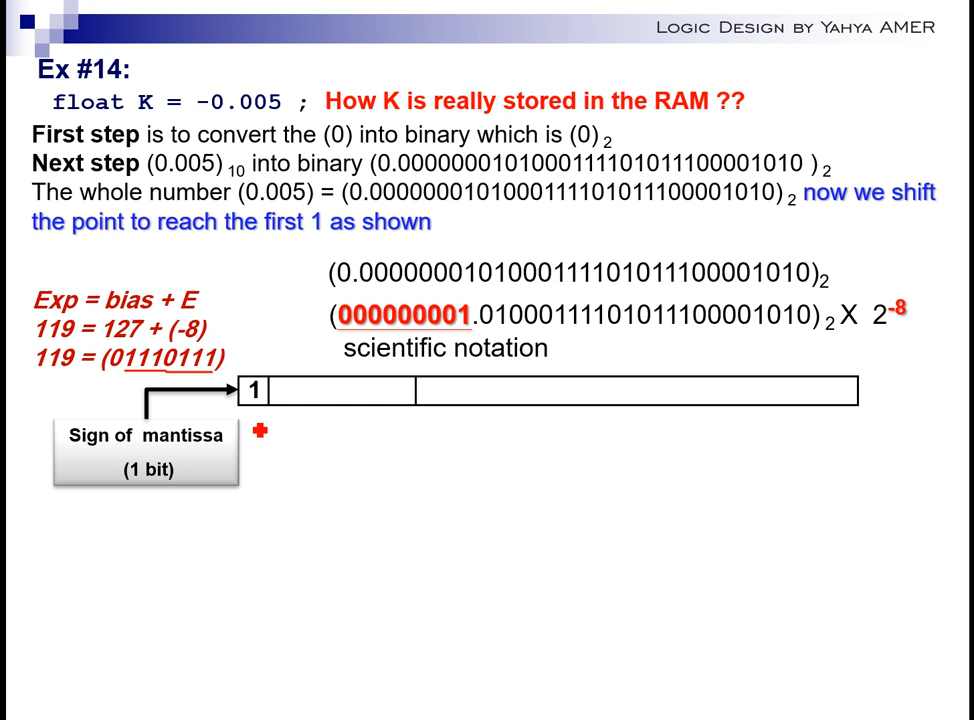 LOGIC DESIGN BY YAHYA AMER
Ex #14:
float K = -0.005 ; How K is really stored in the RAM ??
First step is to convert the (0) into binary which is (0) 2
Next step (0.005) 10 into binary (0.0000000101000111101011100001010 ) 2
The whole number (0.005) = (0.0000000101000111101011100001010) 2 now we shift
the point to reach the first 1 as shown
(0.0000000101000111101011100001010)2
Exp = bias + E
(000000001.01000111101011100001010) 2 X 2-8
119 = 127 + (-8)
scientific notation
119 = (01110111)
1
Sign of mantissa
(1 bit)